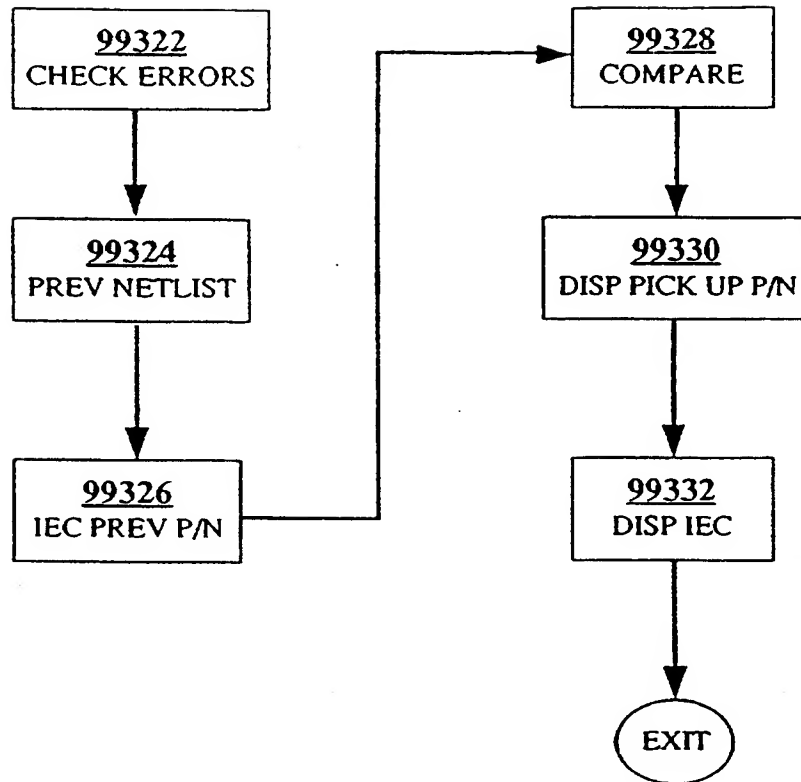 99322
CHECK ERRORS
99324
PREV NETLIST
99326
IEC PREV P/N
99328
COMPARE
99330
DISP PICK UP P/N
99332
DISP IEC
EXIT